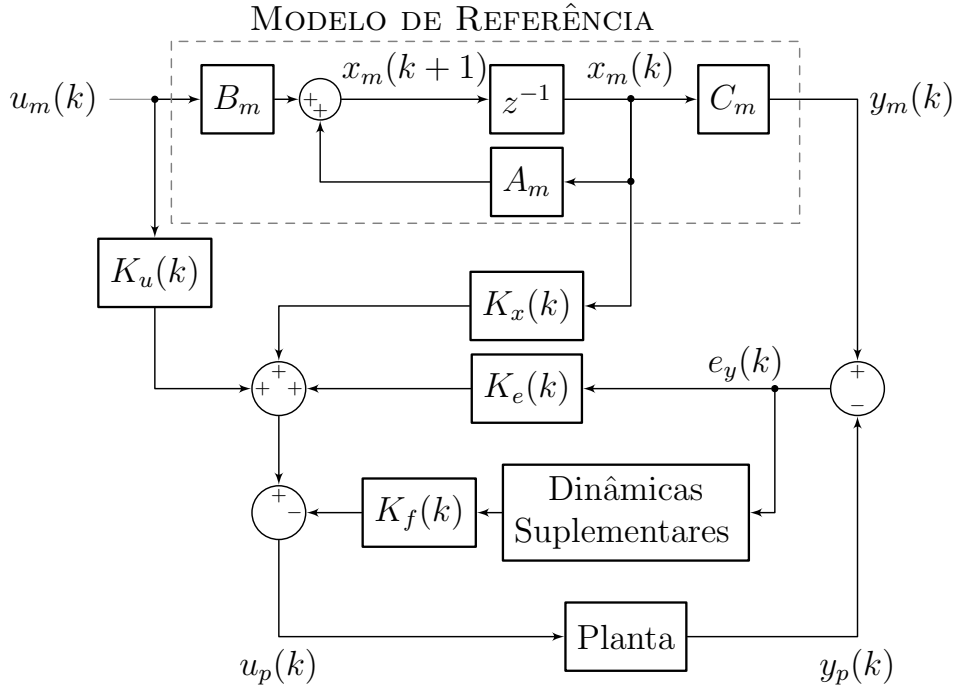 MODELO DE REFERÊNCIA
u_m(k)
B_m
+
+
x_m(k + 1)
z^{-1}
x_m(k)
C_m
y_m(k)
A_m
K_u(k)
K_x(k)
+
+
+
K_e(k)
e_y(k)
+
−
+
−
K_f(k)
Dinâmicas
Suplementares
u_p(k)
Planta
y_p(k)